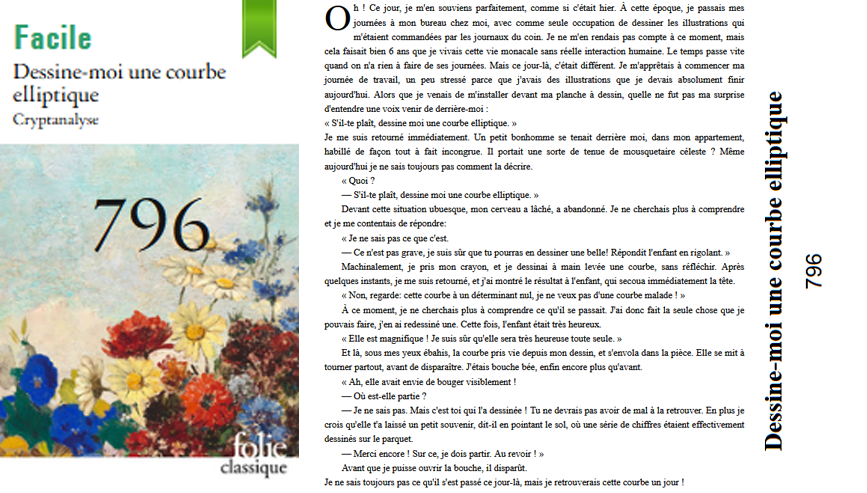 Facile
Dessine-moi une courbe
elliptique
Cryptanalyse
796
folio
classique
Oh ! Ce jour, je m'en souviens parfaitement, comme si c'était hier. À cette époque, je passais mes
journées à mon bureau chez moi, avec comme seule occupation de dessiner les illustrations qui
m'étaient commandées par les journaux du coin. Je ne m'en rendais pas compte à ce moment, mais
cela faisait bien 6 ans que je vivais cette vie monacale sans réelle interaction humaine. Le temps passe vite
quand on n'a rien à faire de ses journées. Mais ce jour-là, c'était différent. Je m'apprêtais à commencer ma
journée de travail, un peu stressé parce que j'avais des illustrations que je devais absolument finir
aujourd'hui. Alors que je venais de m'installer devant ma planche à dessin, quelle ne fut pas ma surprise
d'entendre une voix venir de derrière-moi :
« S'il-te plaît, dessine moi une courbe elliptique. »
Je me suis retourné immédiatement. Un petit bonhomme se tenait derrière moi, dans mon appartement,
habillé de façon tout à fait incongrue. Il portait une sorte de tenue de mousquetaire céleste ? Même
aujourd'hui je ne sais toujours pas comment la décrire.
« Quoi ?
— S'il-te plaît, dessine moi une courbe elliptique. »
Devant cette situation ubuesque, mon cerveau a lâché, a abandonné. Je ne cherchais plus à comprendre
et je me contentais de répondre:
« Je ne sais pas ce que c'est.
— Ce n'est pas grave, je suis sûr que tu pourras en dessiner une belle! Répondit l'enfant en rigolant. »
Machinalement, je pris mon crayon, et je dessinai à main levée une courbe, sans réfléchir. Après
quelques instants, je me suis retourné, et j'ai montré le résultat à l'enfant, qui secoua immédiatement la tête.
« Non, regarde: cette courbe à un déterminant nul, je ne veux pas d'une courbe malade ! »
À ce moment, je ne cherchais plus à comprendre ce qu'il se passait. J'ai donc fait la seule chose que je
pouvais faire, j'en ai redessiné une. Cette fois, l'enfant était très heureux.
« Elle est magnifique ! Je suis sûr qu'elle sera très heureuse toute seule. »
Et là, sous mes yeux ébahis, la courbe pris vie depuis mon dessin, et s'envola dans la pièce. Elle se mit à
tourner partout, avant de disparaître. J'étais bouche bée, enfin encore plus qu'avant.
« Ah, elle avait envie de bouger visiblement !
— Où est-elle partie ?
— Je ne sais pas. Mais c'est toi qui l'a dessinée ! Tu ne devrais pas avoir de mal à la retrouver. En plus je
crois qu'elle t'a laissé un petit souvenir, dit-il en pointant le sol, où une série de chiffres étaient effectivement
dessinés sur le parquet.
— Merci encore ! Sur ce, je dois partir. Au revoir ! »
Avant que je puisse ouvrir la bouche, il disparût.
Je ne sais toujours pas ce qu'il s'est passé ce jour-là, mais je retrouverais cette courbe un jour !
Dessine-moi une courbe elliptique
796